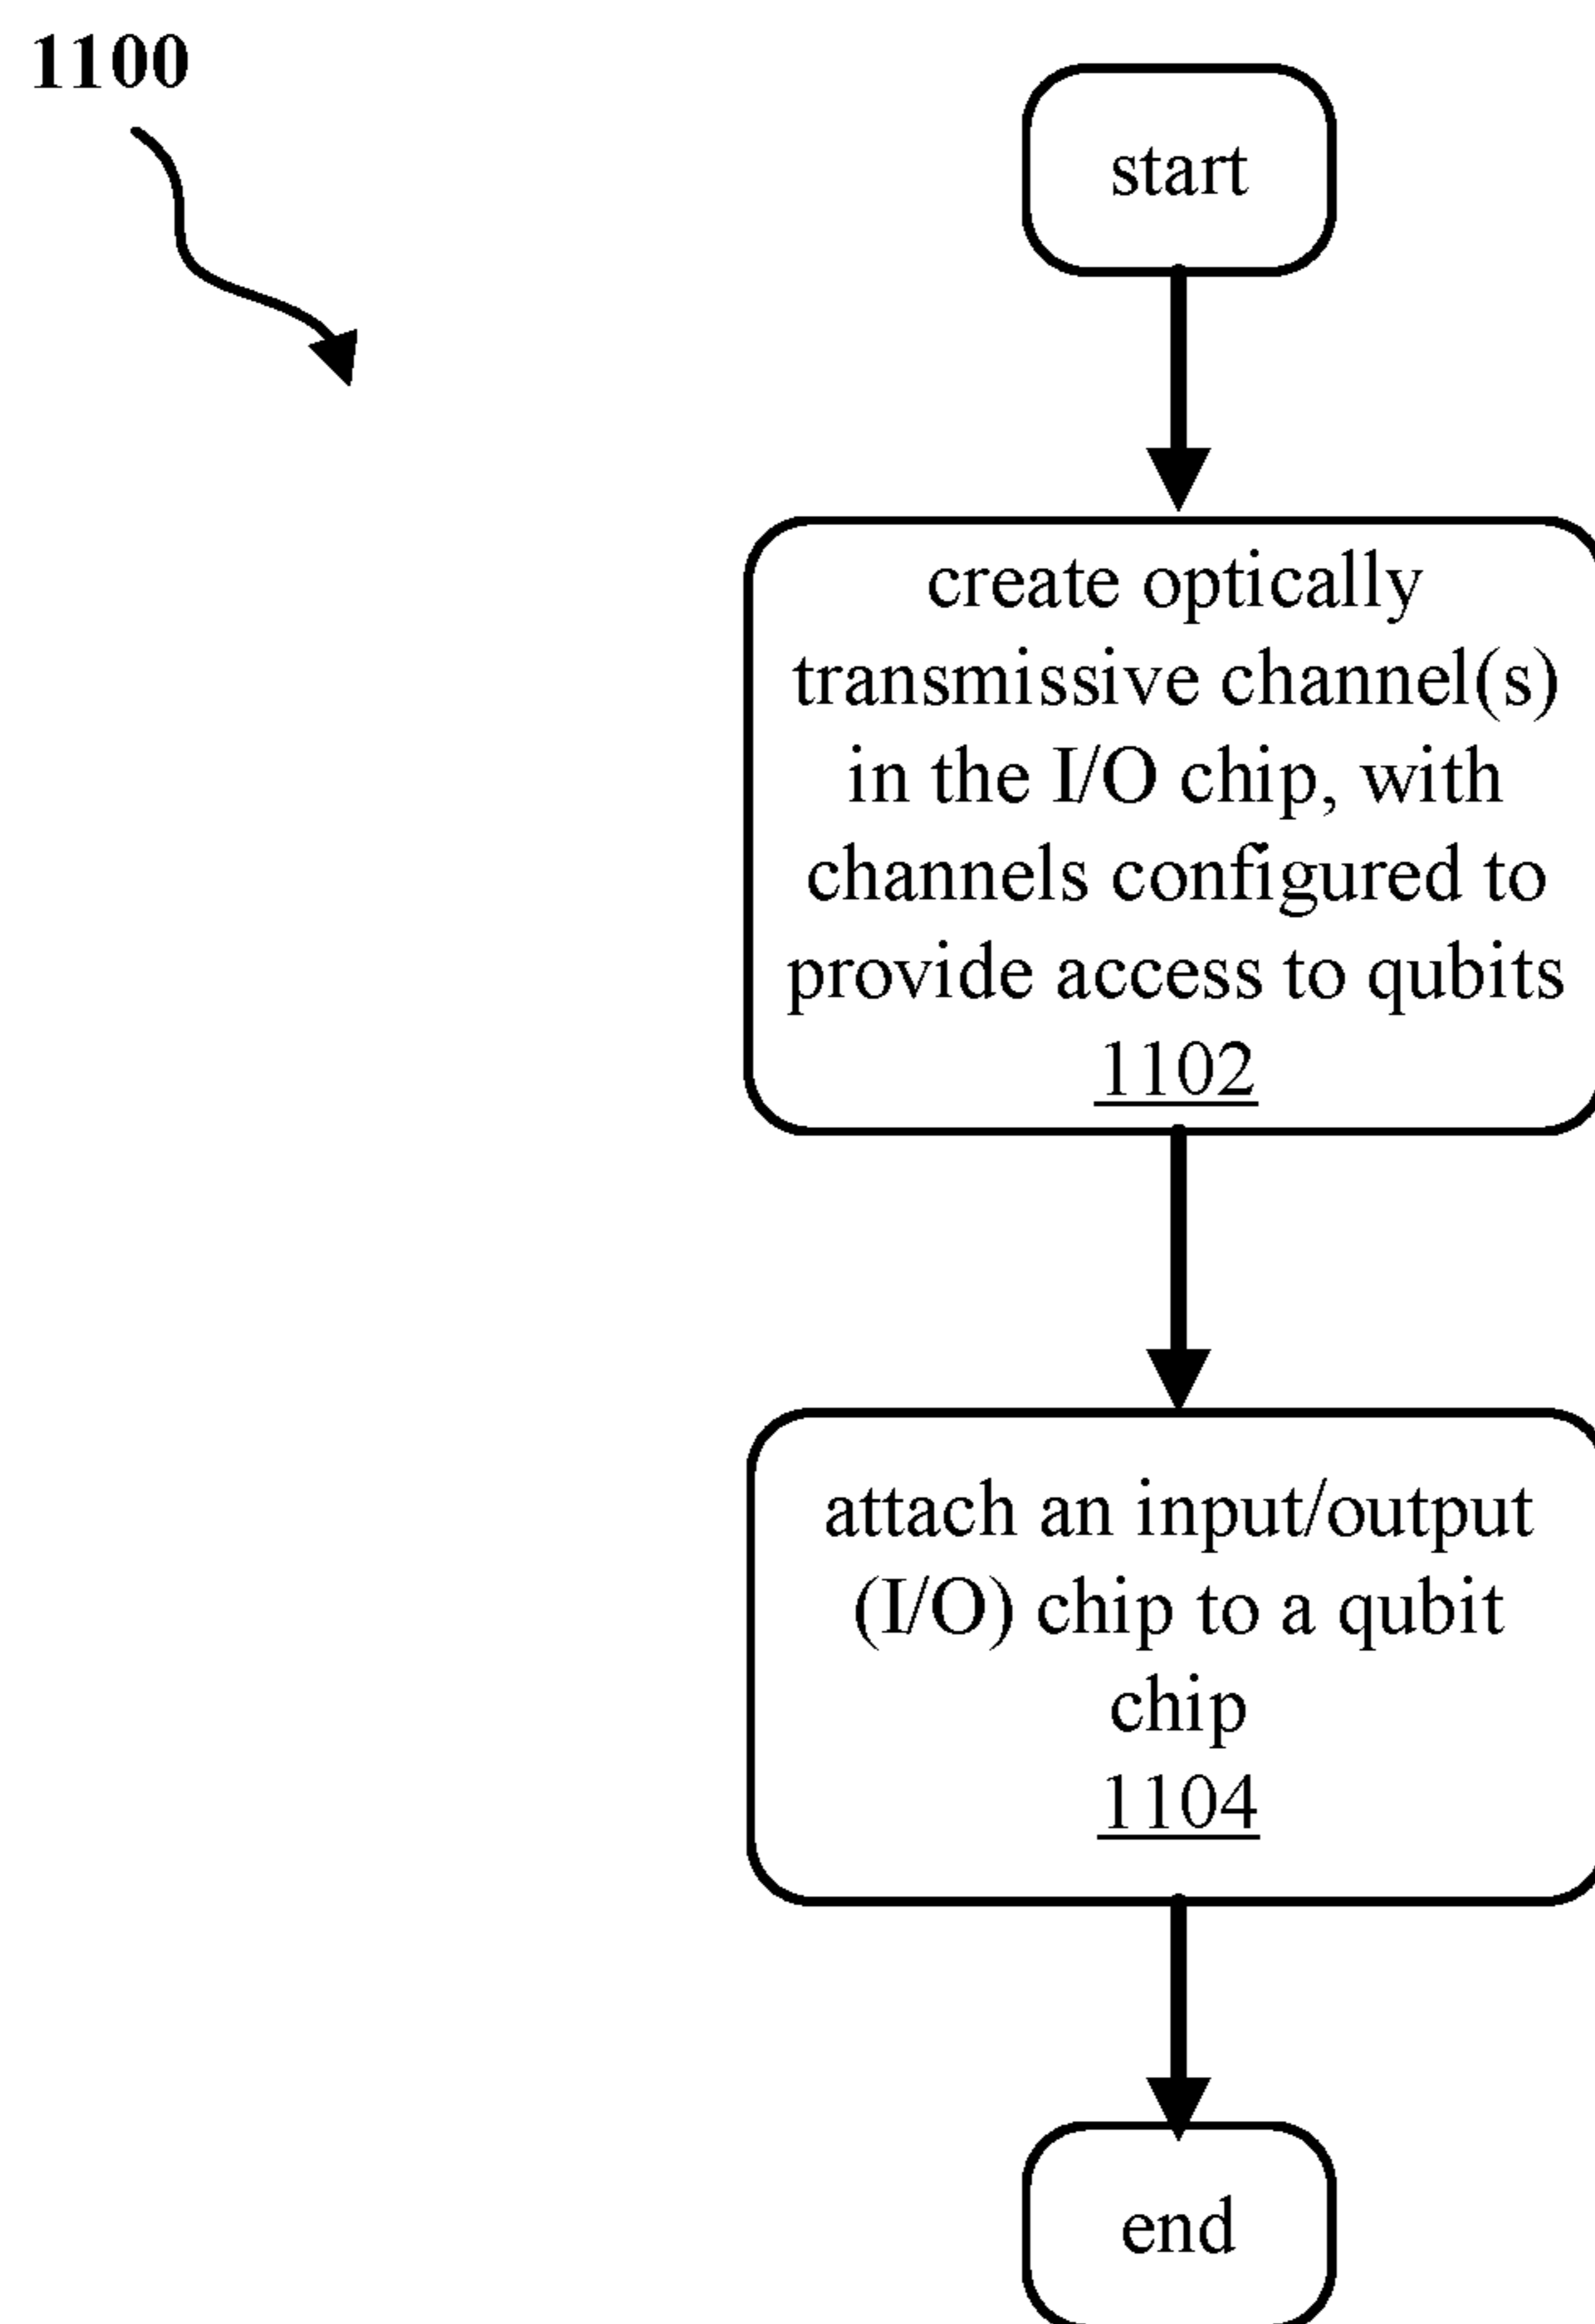 1100
start
create optically
transmissive channel(s)
in the I/O chip, with
channels configured to
provide access to qubits
1102
attach an input/output
(I/O) chip to a qubit
chip
1104
end